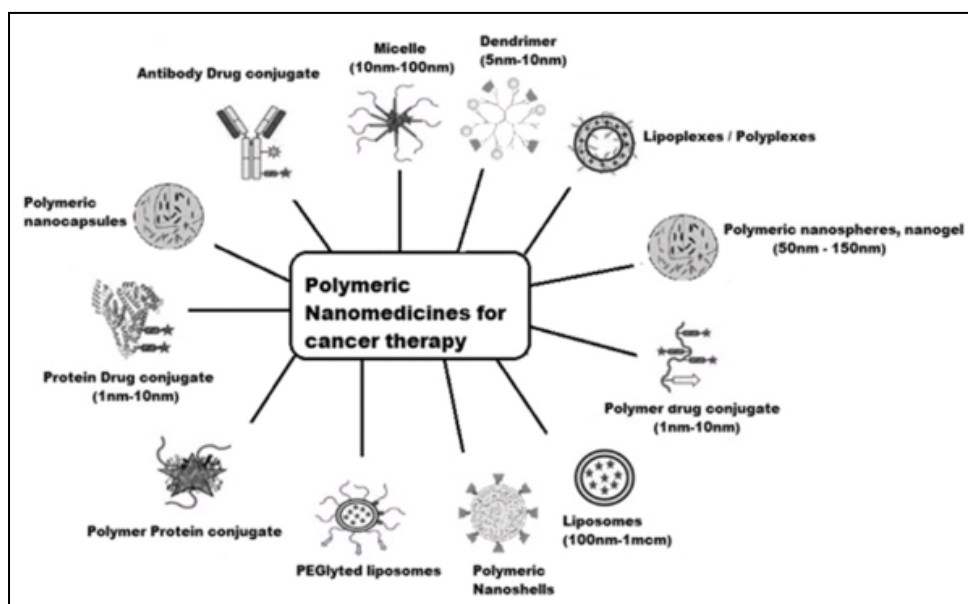 Micelle
(10nm-100nm)
Dendrimer
(5nm-10nm)
Antibody Drug conjugate
Lipoplexes / Polyplexes
Polymeric
nanocapsules
Polymeric nanospheres, nanogel
(50nm - 150nm)
Polymeric
Nanomedicines for
cancer therapy
Protein Drug conjugate
(1nm-10nm)
Polymer drug conjugate
(1nm-10nm)
Polymer Protein conjugate
PEGlyted liposomes
Polymeric
Nanoshells
Liposomes
(100nm-1mcm)